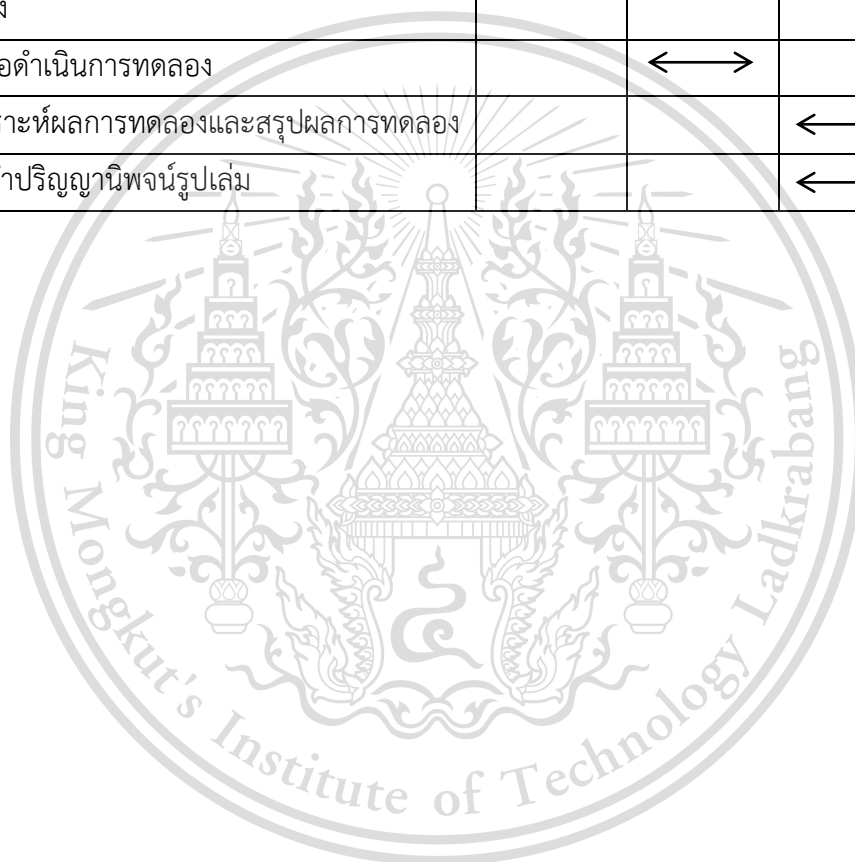 ง
อดำเนินการทดลอง
ราะห์ผลการทดลองและสรุปผลการทดลอง
ำปริญญานิพจน์รูปเล่ม
King Mongkut's Institute of Technology Ladkrabang